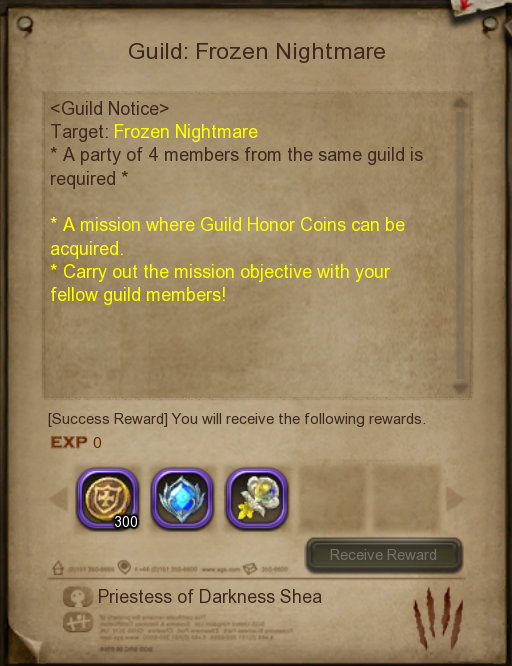 Guild: Frozen Nightmare
<Guild Notice>
Target: Frozen Nightmare
* A party of 4 members from the same guild is
required *
* A mission where Guild Honor Coins can be
acquired.
* Carry out the mission objective with your
fellow guild members!
[Success Reward] You will receive the following rewards.
EXP 0
300
Receive Reward
Priestess of Darkness Shea